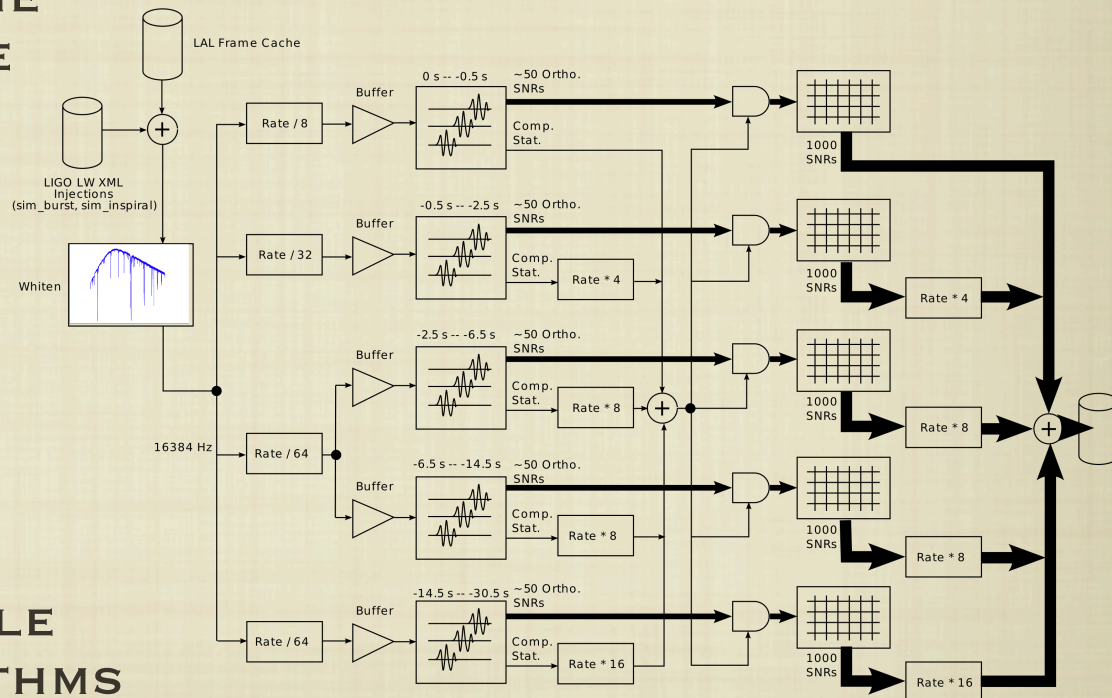 LAL Frame Cache
LIGO LW XML
Injections
(sim_burst, sim_inspiral)
Whiten
16384 Hz
Rate / 8
Buffer
0 s -- -0.5 s
~50 Ortho.
SNRs
Comp.
Stat.
1000
SNRs
Rate / 32
Buffer
-0.5 s -- -2.5 s
~50 Ortho.
SNRs
Comp.
Stat.
Rate * 4
1000
SNRs
Rate * 4
Buffer
-2.5 s -- -6.5 s
~50 Ortho.
SNRs
Comp.
Stat.
Rate * 8
1000
SNRs
Rate * 8
Rate / 64
Buffer
-6.5 s -- -14.5 s
~50 Ortho.
SNRs
Comp.
Stat.
Rate * 8
1000
SNRs
Rate * 8
Rate / 64
Buffer
-14.5 s -- -30.5 s
~50 Ortho.
SNRs
Comp.
Stat.
Rate * 16
1000
SNRs
Rate * 16
LE
THMS